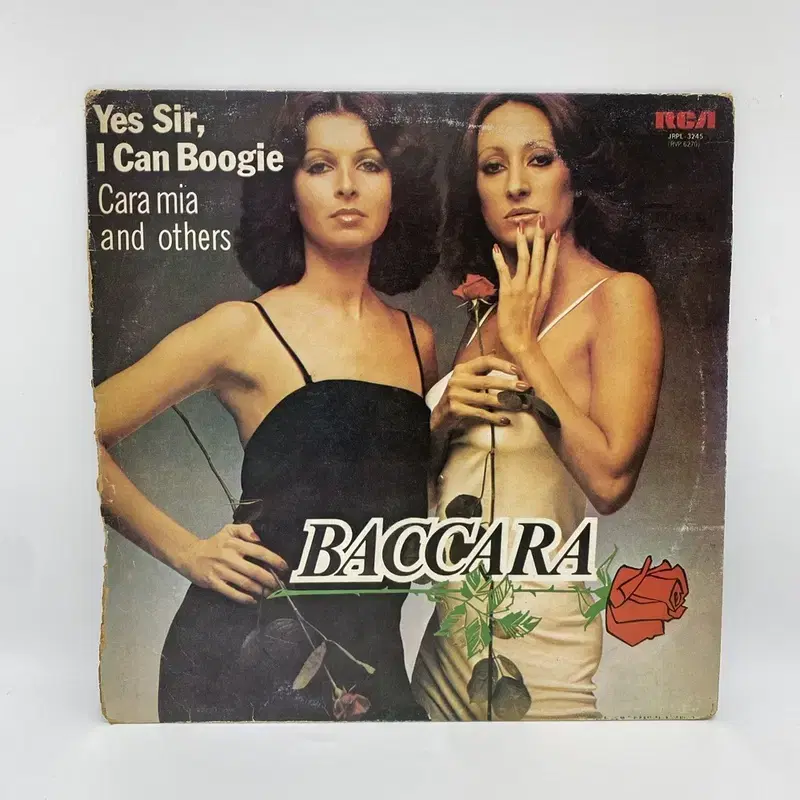 Yes Sir,
I Can Boogie
Cara mia
and others
RCA
JRPL-3245
(RVP 6270)
BACCARA